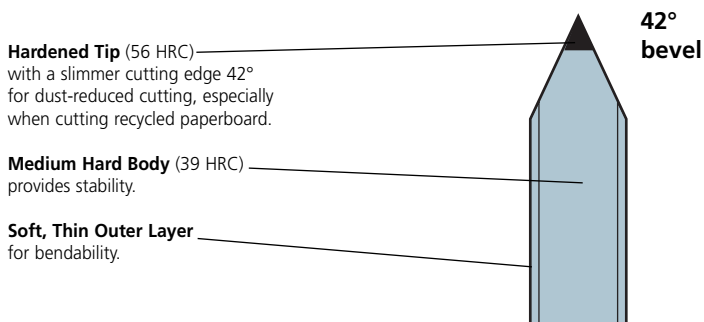 42°
bevel
Hardened Tip (56 HRC)
with a slimmer cutting edge 42°
for dust-reduced cutting, especially
when cutting recycled paperboard.
Medium Hard Body (39 HRC)
provides stability.
Soft, Thin Outer Layer
for bendability.